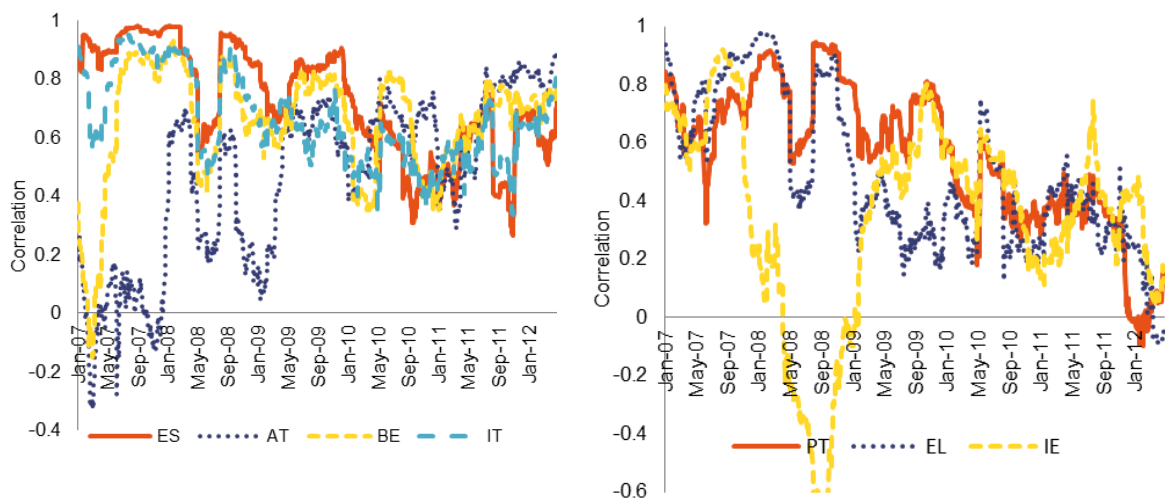 1
0.8
0.6
0.4
0.2
0
-0.2
-0.4
Correlation
Jan-07
May-07
Sep-07
Jan-08
May-08
Sep-08
Jan-09
May-09
Sep-09
Jan-10
May-10
Sep-10
Jan-11
May-11
Sep-11
Jan-12
ES AT BE IT
1
0.8
0.6
0.4
0.2
0
-0.2
-0.4
-0.6
Correlation
Jan-07
May-07
Sep-07
Jan-08
May-08
Sep-08
Jan-09
May-09
Sep-09
Jan-10
May-10
Sep-10
Jan-11
May-11
Sep-11
Jan-12
PT EL IE